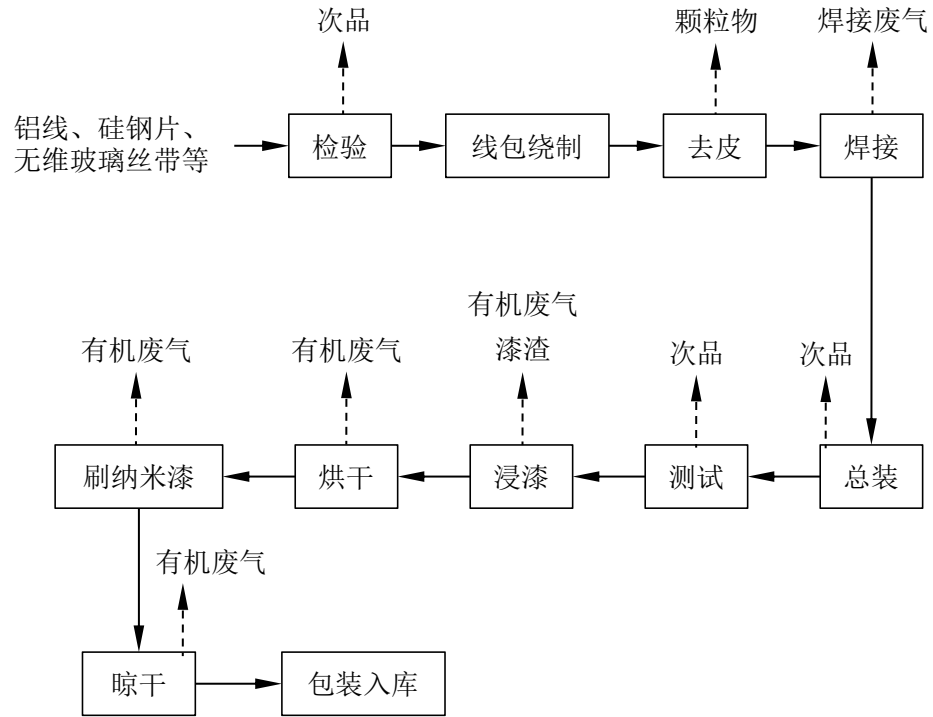 次品
颗粒物
焊接废气
铝线、硅钢片、
无维玻璃丝带等
检验
线包绕制
去皮
焊接
有机废气
有机废气
有机废气
漆渣
次品
次品
刷纳米漆
烘干
浸漆
测试
总装
有机废气
晾干
包装入库